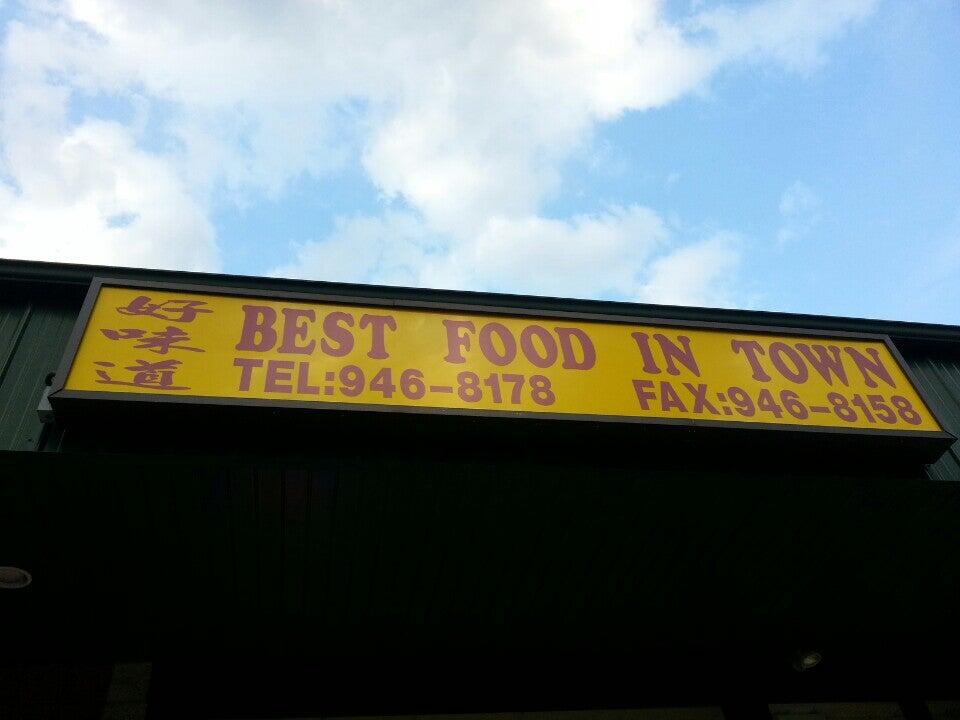 好味道
BEST FOOD IN TOWN
TEL:946-8178 FAX:946-8158